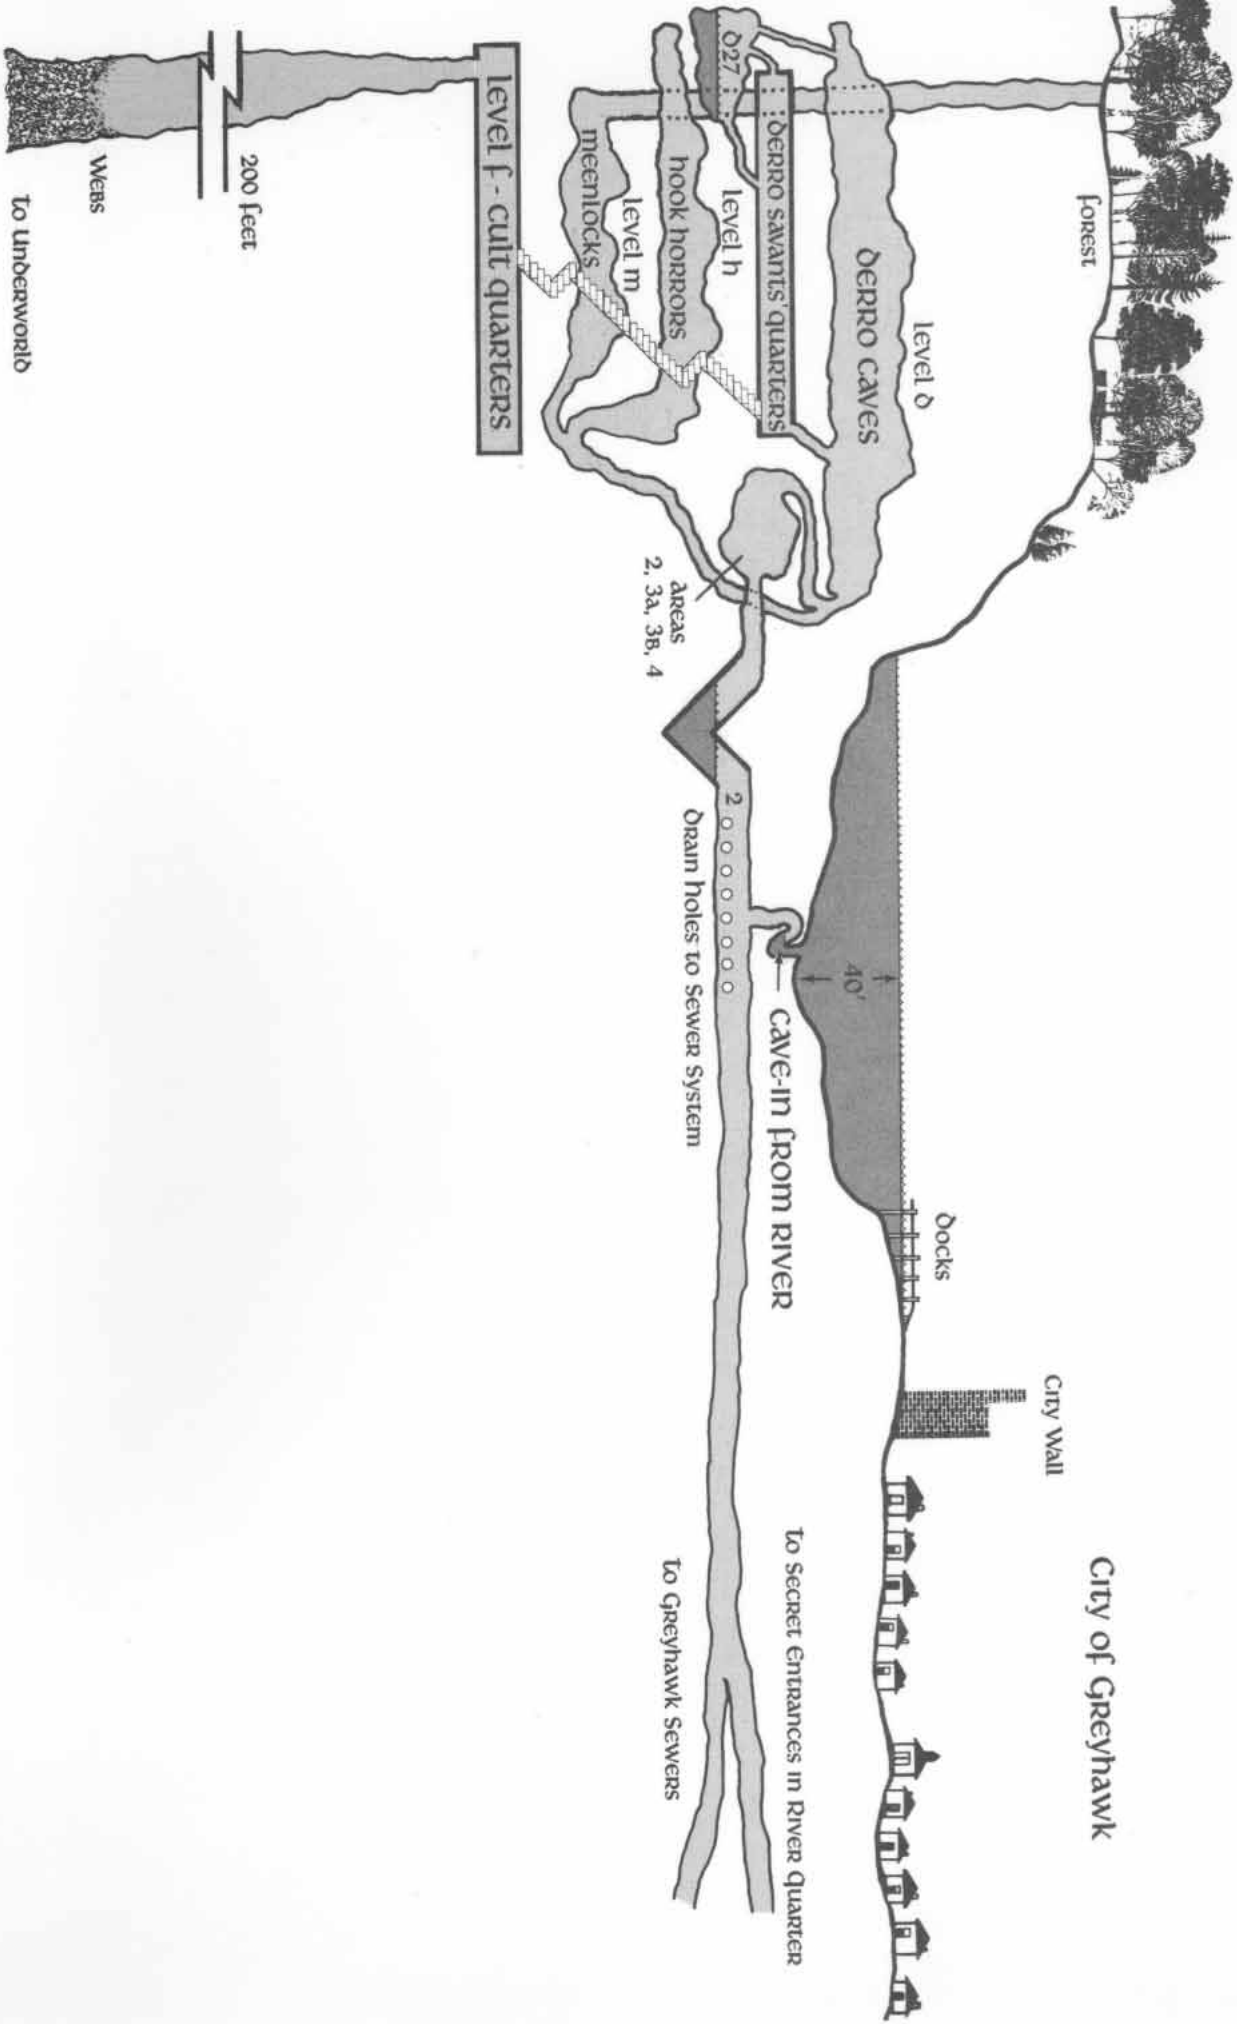 City of Greyhawk
City Wall
Docks
Forest
Level D
Derro Caves
40'
Derro Savants' Quarters
D27
Level H
Hook Horrors
Level M
Meenlocks
Level F - Cult Quarters
Areas
2, 3A, 3B, 4
2
Cave-in from River
Drain Holes to Sewer System
To Secret Entrances in River Quarter
To Greyhawk Sewers
200 feet
Webs
To Underworld